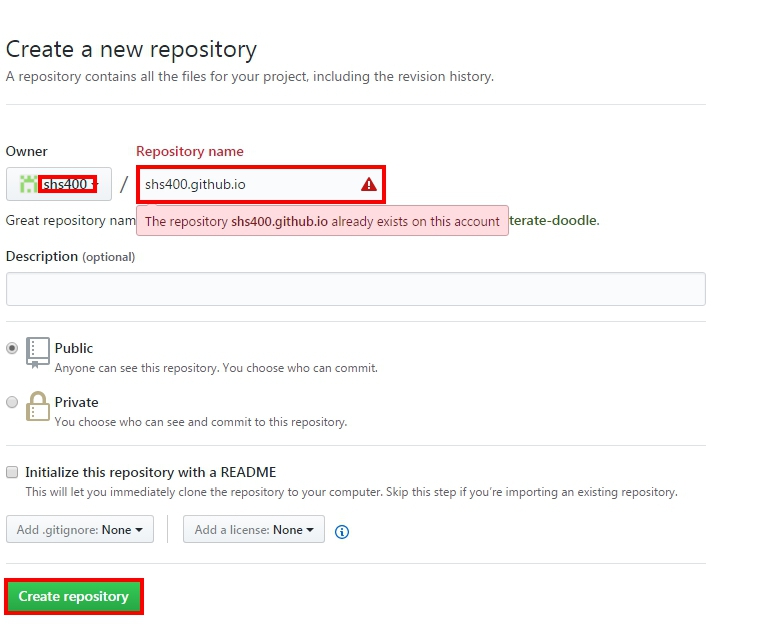 Create a new repository
A repository contains all the files for your project, including the revision history.
Owner
Repository name
shs400
/
shs400.github.io
Great repository nam
terate-doodle.
The repository shs400.github.io already exists on this account
Description (optional)
Public
Anyone can see this repository. You choose who can commit.
Private
You choose who can see and commit to this repository.
Initialize this repository with a README
This will let you immediately clone the repository to your computer. Skip this step if you're importing an existing repository.
Add .gitignore: None
Add a license: None
Create repository